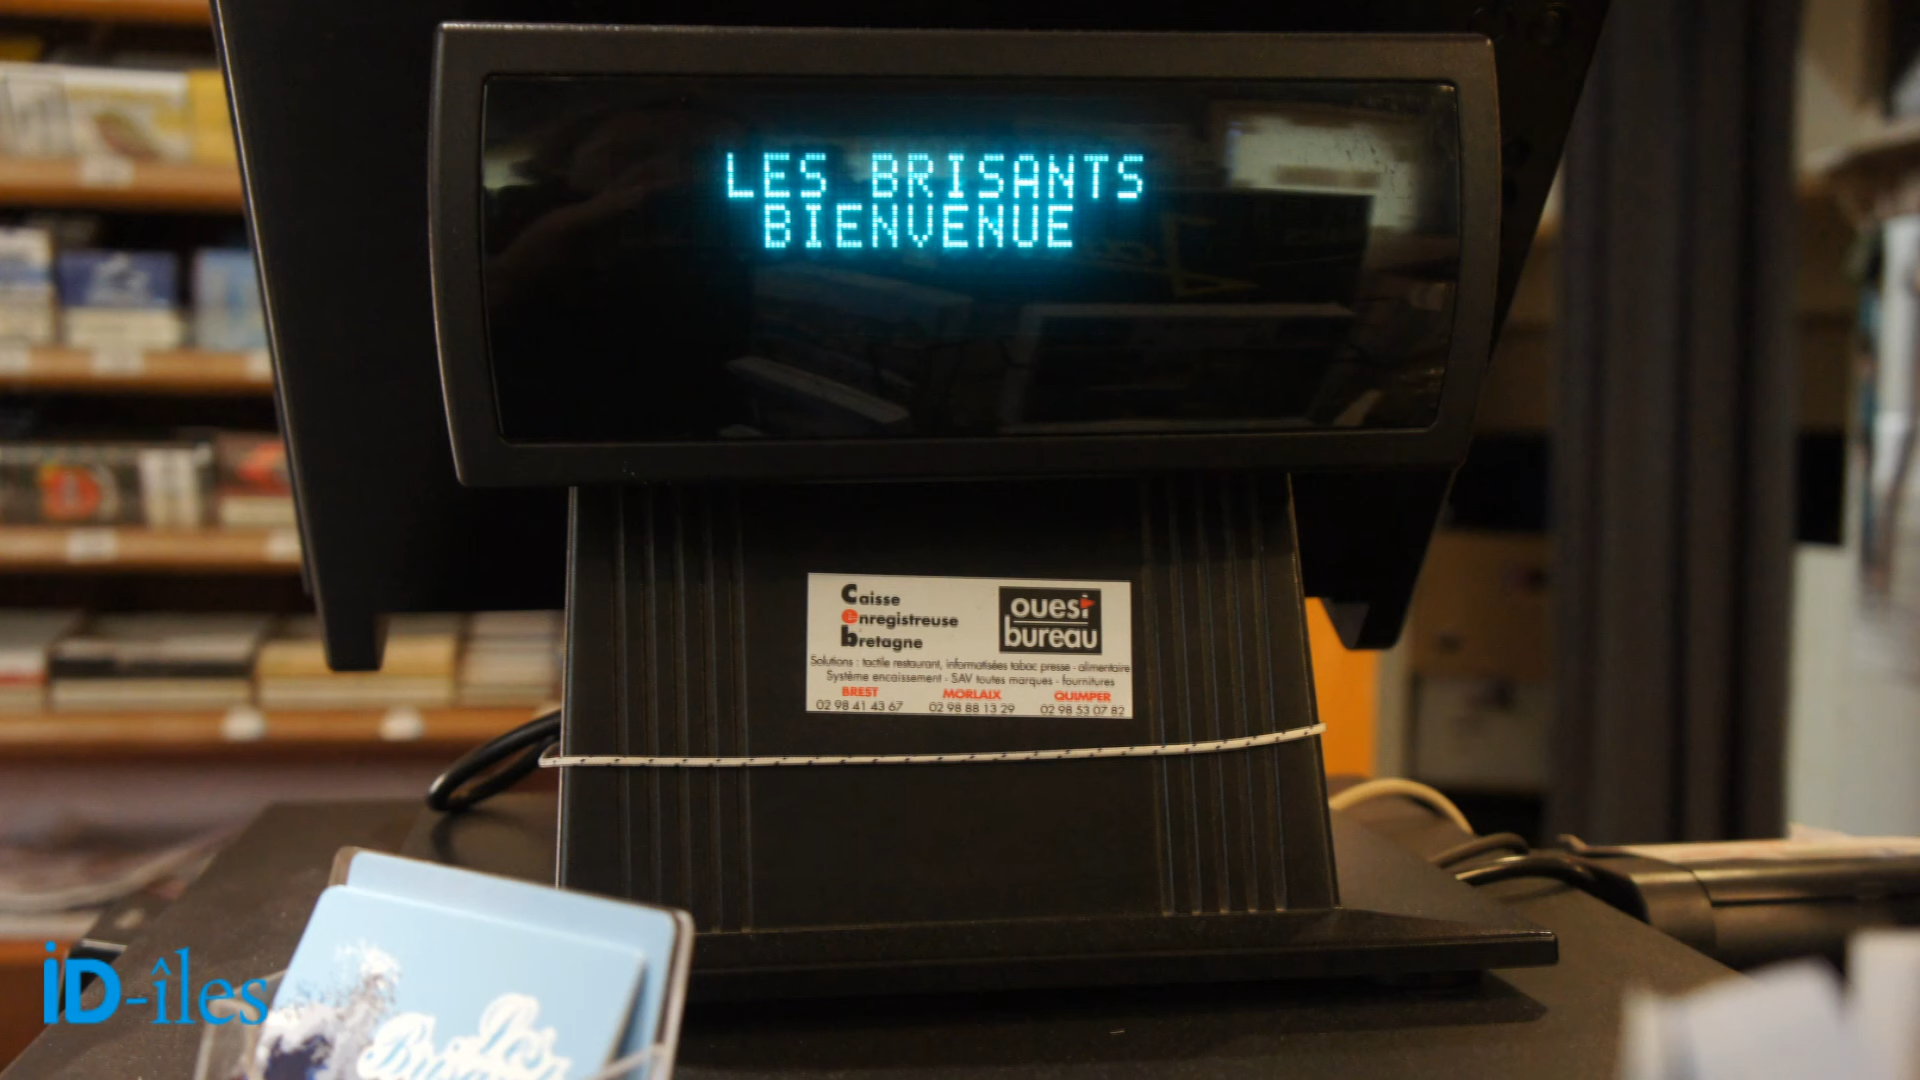 LES BRISANTS
BIENVENUE
Caisse
enregistreuse
bretagne
ouest
bureau
Solutions : tactile restaurant, informatisées tabac presse - alimentaire
Système encaissement - SAV toutes marques - fournitures
BREST MORLAIX QUIMPER
02 98 41 43 67 02 98 88 13 29 02 98 53 07 82
iD-îles
Les